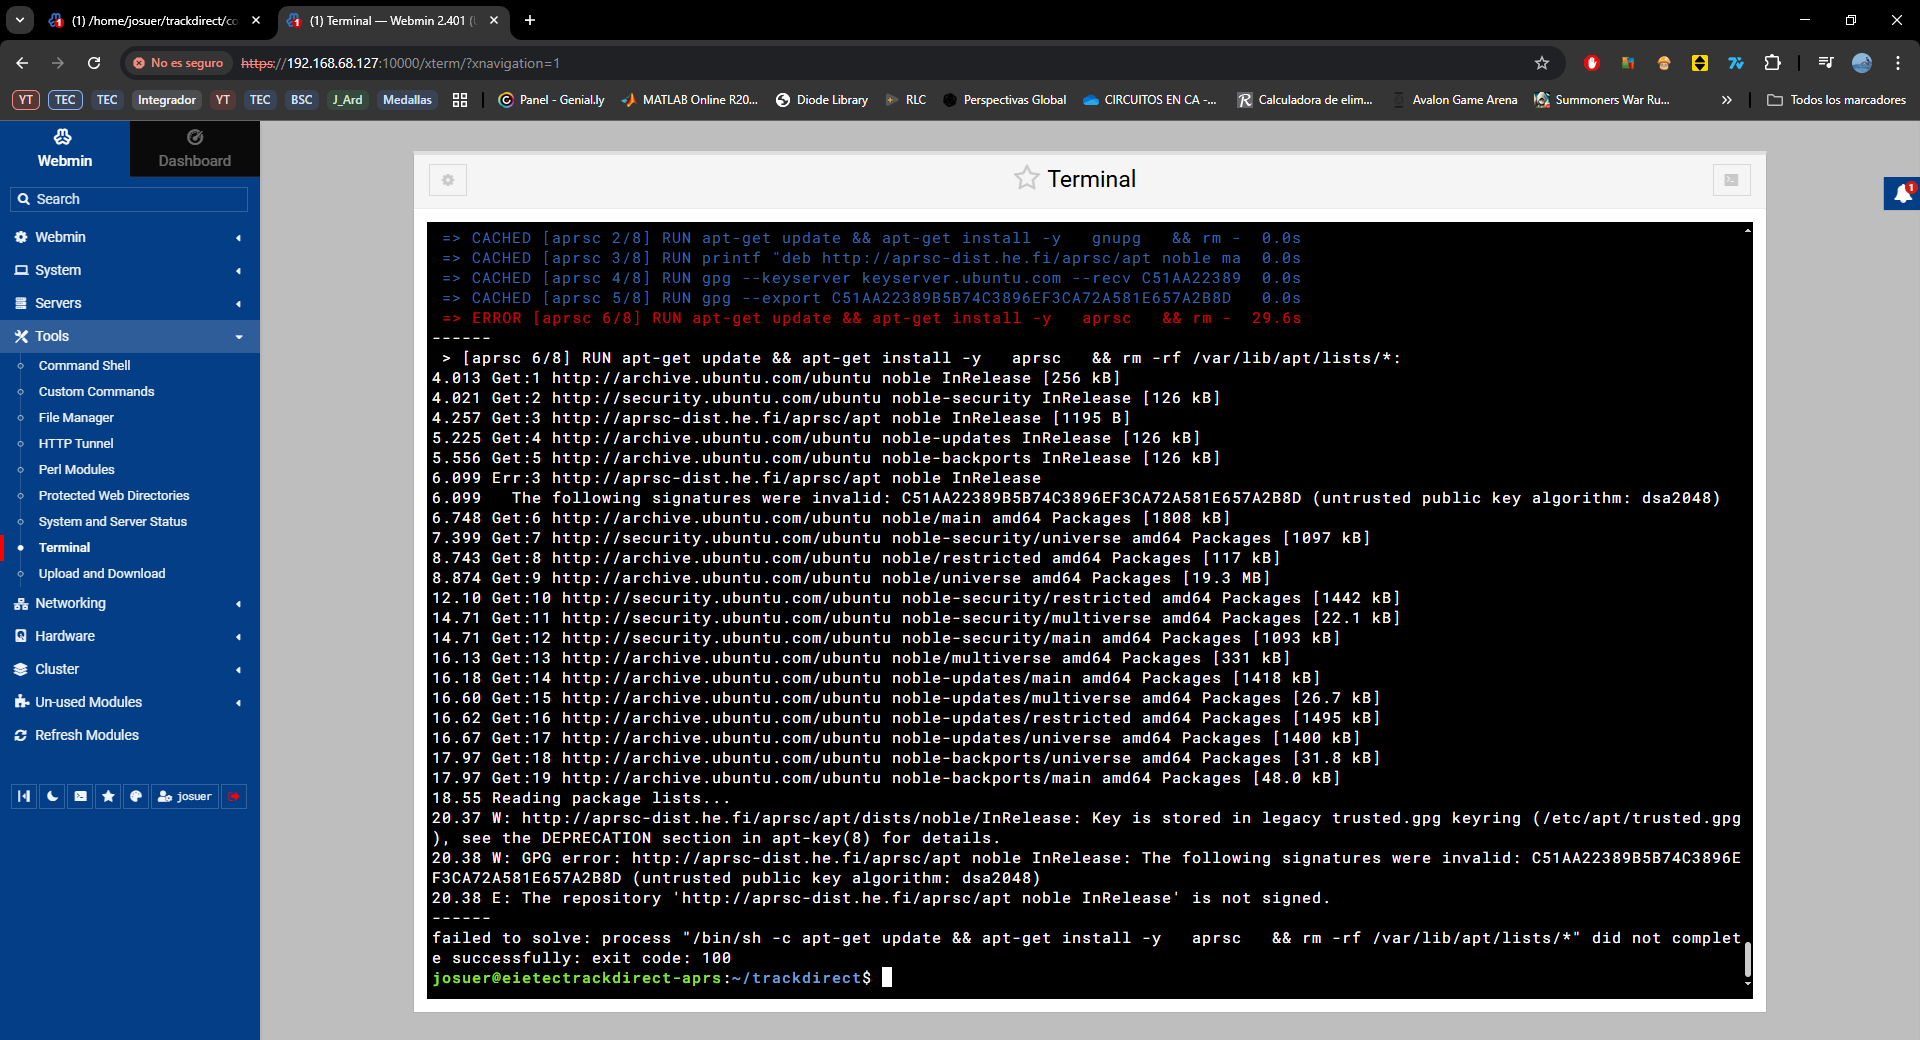 (1) /home/josuer/trackdirect/co
(1) Terminal — Webmin 2.401 (U
No es seguro
https://192.168.68.127:10000/xterm/?xnavigation=1
YT
TEC
TEC
Integrador
YT
TEC
BSC
J_Ard
Medallas
Panel - Genial.ly
MATLAB Online R20...
Diode Library
RLC
Perspectivas Global
CIRCUITOS EN CA -...
Calculadora de elim...
Avalon Game Arena
Summoners War Ru...
»
Todos los marcadores
Webmin
Dashboard
Search
Webmin
System
Servers
Tools
Command Shell
Custom Commands
File Manager
HTTP Tunnel
Perl Modules
Protected Web Directories
System and Server Status
Terminal
Upload and Download
Networking
Hardware
Cluster
Un-used Modules
Refresh Modules
josuer
Terminal
1
=> CACHED [aprsc 2/8] RUN apt-get update && apt-get install -y   gnupg   && rm -  0.0s
=> CACHED [aprsc 3/8] RUN printf "deb http://aprsc-dist.he.fi/aprsc/apt noble ma  0.0s
=> CACHED [aprsc 4/8] RUN gpg --keyserver keyserver.ubuntu.com --recv C51AA22389  0.0s
=> CACHED [aprsc 5/8] RUN gpg --export C51AA22389B5B74C3896EF3CA72A581E657A2B8D   0.0s
=> ERROR [aprsc 6/8] RUN apt-get update && apt-get install -y   aprsc   && rm -  29.6s
------
> [aprsc 6/8] RUN apt-get update && apt-get install -y   aprsc   && rm -rf /var/lib/apt/lists/*:
4.013 Get:1 http://archive.ubuntu.com/ubuntu noble InRelease [256 kB]
4.021 Get:2 http://security.ubuntu.com/ubuntu noble-security InRelease [126 kB]
4.257 Get:3 http://aprsc-dist.he.fi/aprsc/apt noble InRelease [1195 B]
5.225 Get:4 http://archive.ubuntu.com/ubuntu noble-updates InRelease [126 kB]
5.556 Get:5 http://archive.ubuntu.com/ubuntu noble-backports InRelease [126 kB]
6.099 Err:3 http://aprsc-dist.he.fi/aprsc/apt noble InRelease
6.099   The following signatures were invalid: C51AA22389B5B74C3896EF3CA72A581E657A2B8D (untrusted public key algorithm: dsa2048)
6.748 Get:6 http://archive.ubuntu.com/ubuntu noble/main amd64 Packages [1808 kB]
7.399 Get:7 http://security.ubuntu.com/ubuntu noble-security/universe amd64 Packages [1097 kB]
8.743 Get:8 http://archive.ubuntu.com/ubuntu noble/restricted amd64 Packages [117 kB]
8.874 Get:9 http://archive.ubuntu.com/ubuntu noble/universe amd64 Packages [19.3 MB]
12.10 Get:10 http://security.ubuntu.com/ubuntu noble-security/restricted amd64 Packages [1442 kB]
14.71 Get:11 http://security.ubuntu.com/ubuntu noble-security/multiverse amd64 Packages [22.1 kB]
14.71 Get:12 http://security.ubuntu.com/ubuntu noble-security/main amd64 Packages [1093 kB]
16.13 Get:13 http://archive.ubuntu.com/ubuntu noble/multiverse amd64 Packages [331 kB]
16.18 Get:14 http://archive.ubuntu.com/ubuntu noble-updates/main amd64 Packages [1418 kB]
16.60 Get:15 http://archive.ubuntu.com/ubuntu noble-updates/multiverse amd64 Packages [26.7 kB]
16.62 Get:16 http://archive.ubuntu.com/ubuntu noble-updates/restricted amd64 Packages [1495 kB]
16.67 Get:17 http://archive.ubuntu.com/ubuntu noble-updates/universe amd64 Packages [1400 kB]
17.97 Get:18 http://archive.ubuntu.com/ubuntu noble-backports/universe amd64 Packages [31.8 kB]
17.97 Get:19 http://archive.ubuntu.com/ubuntu noble-backports/main amd64 Packages [48.0 kB]
18.55 Reading package lists...
20.37 W: http://aprsc-dist.he.fi/aprsc/apt/dists/noble/InRelease: Key is stored in legacy trusted.gpg keyring (/etc/apt/trusted.gpg
), see the DEPRECATION section in apt-key(8) for details.
20.38 W: GPG error: http://aprsc-dist.he.fi/aprsc/apt noble InRelease: The following signatures were invalid: C51AA22389B5B74C3896E
F3CA72A581E657A2B8D (untrusted public key algorithm: dsa2048)
20.38 E: The repository 'http://aprsc-dist.he.fi/aprsc/apt noble InRelease' is not signed.
------
failed to solve: process "/bin/sh -c apt-get update && apt-get install -y   aprsc   && rm -rf /var/lib/apt/lists/*" did not complet
e successfully: exit code: 100
josuer@eietectrackdirect-aprs:~/trackdirect$